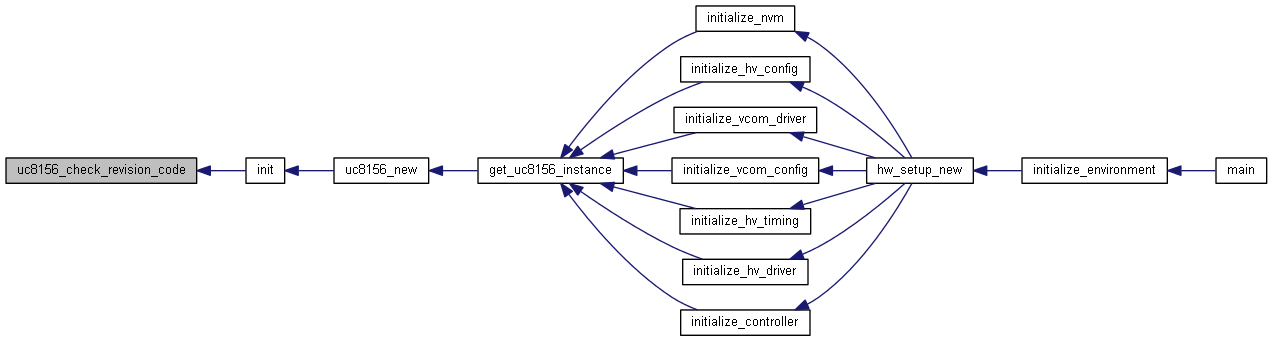 initialize_nvm
initialize_hv_config
initialize_vcom_driver
uc8156_check_revision_code
init
uc8156_new
get_uc8156_instance
initialize_vcom_config
hw_setup_new
initialize_environment
main
initialize_hv_timing
initialize_hv_driver
initialize_controller